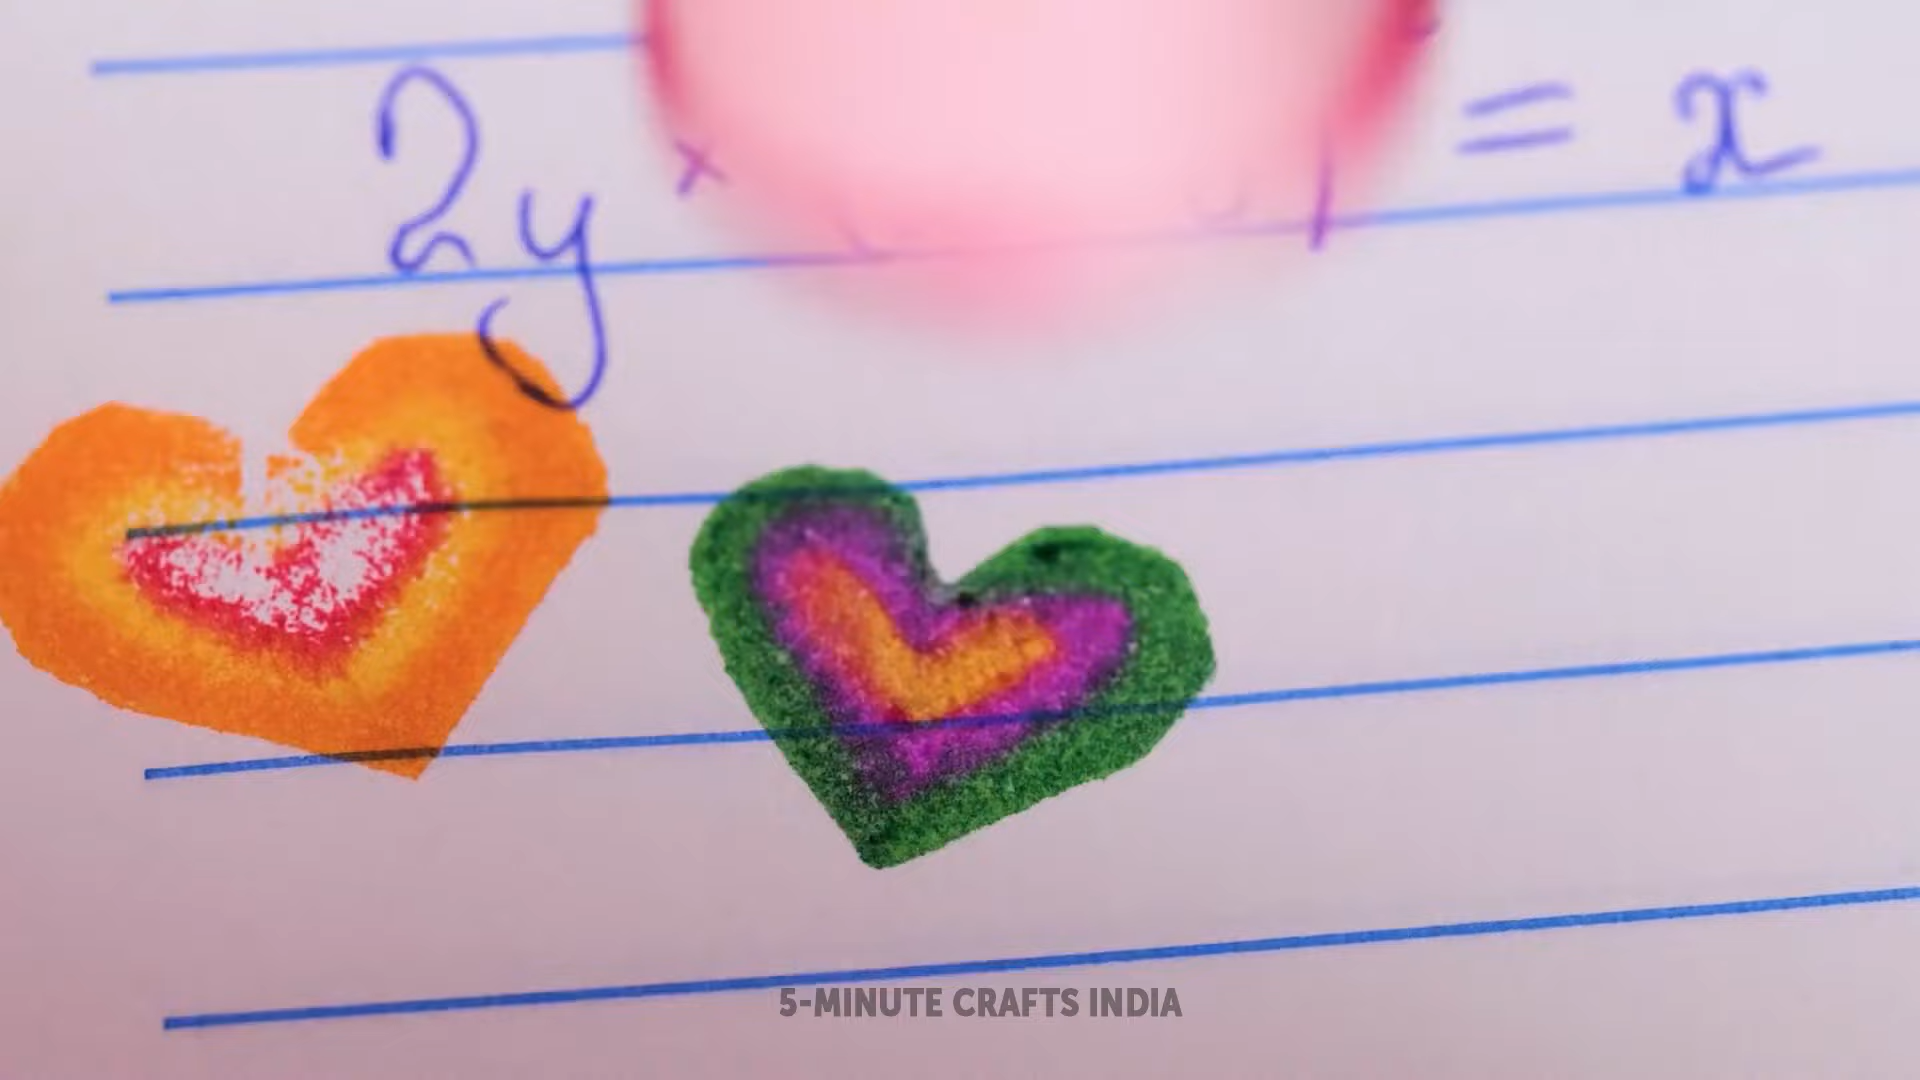 2y × = x
5-MINUTE CRAFTS INDIA